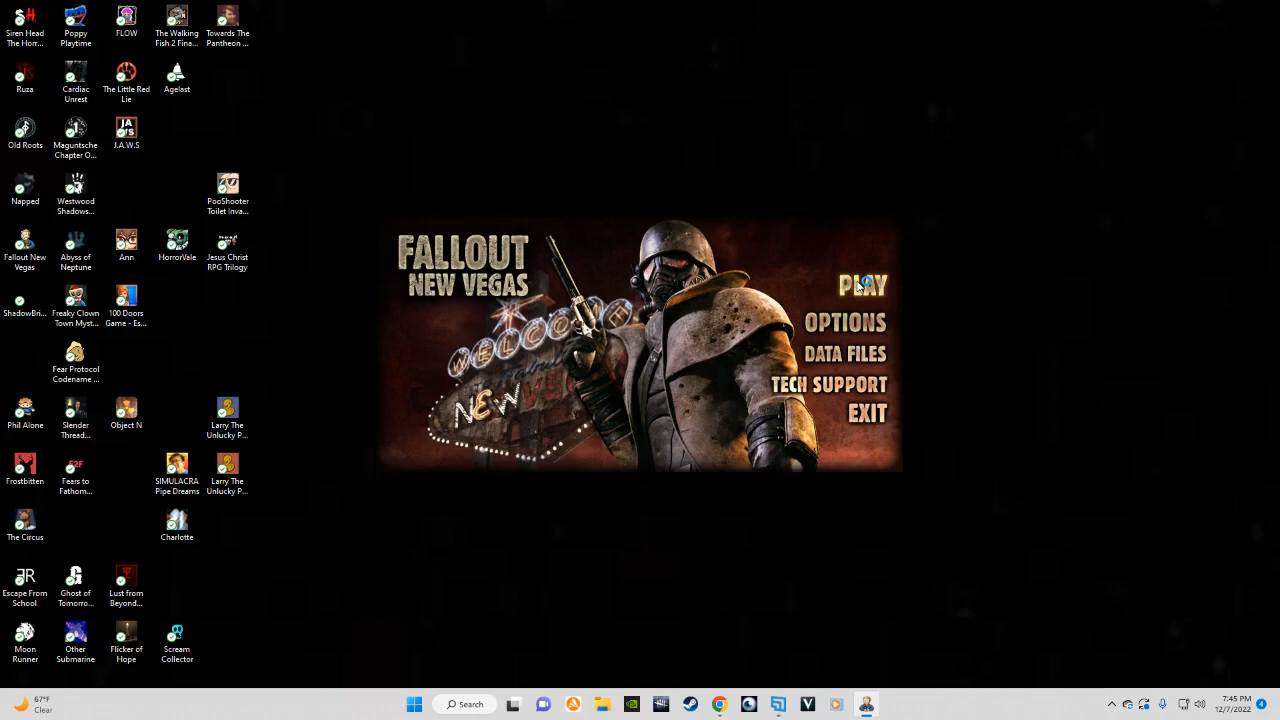 Siren Head
The Horr...
Poppy
Playtime
FLOW
The Walking
Fish 2 Fina...
Towards The
Pantheon ...
Ruza
Cardiac
Unrest
The Little Red
Lie
Agelast
Old Roots
Maguntsche
Chapter O...
JA
J.A.W.S
Napped
Westwood
Shadows...
PooShooter
Toilet Inva...
Fallout New
Vegas
Abyss of
Neptune
Ann
HorrorVale
Jesus Christ
RPG Trilogy
ShadowBri...
Freaky Clown
Town Myst...
100 Doors
Game - Es...
Fear Protocol
Codename ...
Phil Alone
Slender
Thread...
Object N
Larry The
Unlucky P...
Frostbitten
Fears to
Fathom...
SIMULACRA
Pipe Dreams
Larry The
Unlucky P...
The Circus
Charlotte
Escape From
School
Ghost of
Tomorro...
Lust from
Beyond...
Moon
Runner
Other
Submarine
Flicker of
Hope
Scream
Collector
FALLOUT
NEW VEGAS
WELCOME
NEW
PLAY
OPTIONS
DATA FILES
TECH SUPPORT
EXIT
67°F
Clear
Search
7:45 PM
12/7/2022
4